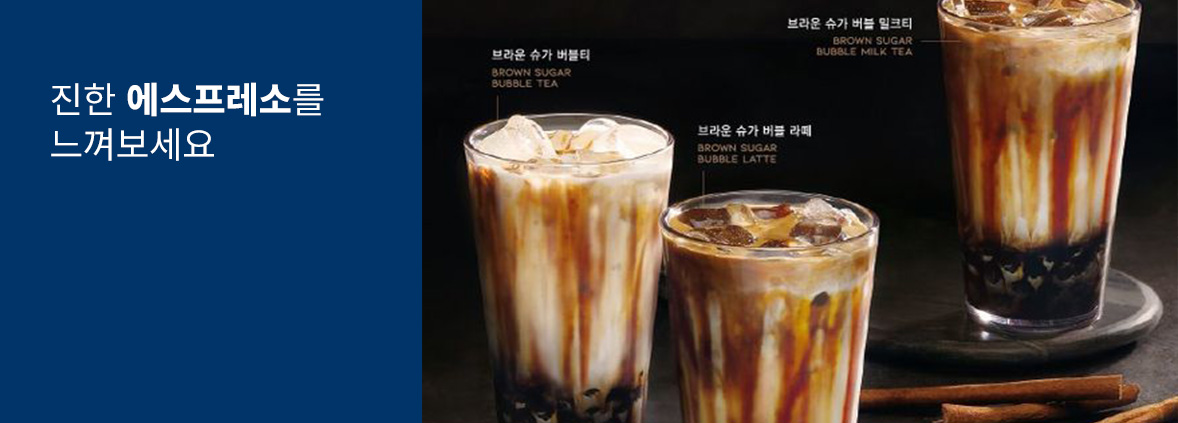 진한 에스프레소를
느껴보세요
브라운 슈가 버블티
BROWN SUGAR
BUBBLE TEA
브라운 슈가 버블 라떼
BROWN SUGAR
BUBBLE LATTE
브라운 슈가 버블 밀크티
BROWN SUGAR
BUBBLE MILK TEA